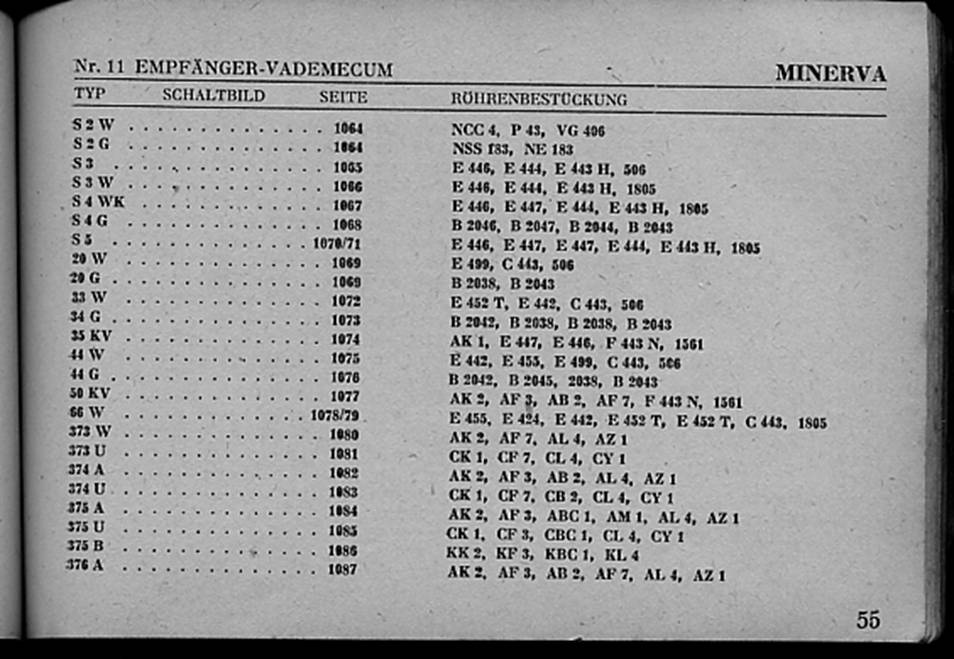 Nr. 11 EMPFÄNGER-VADEMECUM MINERVA
TYP SCHALTBILD SEITE RÖHRENBESTÜCKUNG
S 2 W . . . . . . . . . . . . . . 1064 NCC 4, P 43, VG 406
S 2 G . . . . . . . . . . . . . . 1064 NSS 183, NE 183
S 3 . . . . . . . . . . . . . . . 1065 E 446, E 444, E 443 H, 506
S 3 W . . . . . . . . . . . . . . 1066 E 446, E 444, E 443 H, 1805
S 4 WK . . . . . . . . . . . . . 1067 E 446, E 447, E 444, E 443 H, 1805
S 4 G . . . . . . . . . . . . . . 1068 B 2046, B 2047, B 2044, B 2043
S 5 . . . . . . . . . . . . . . 1070/71 E 446, E 447, E 447, E 444, E 443 H, 1805
20 W . . . . . . . . . . . . . . 1069 E 499, C 443, 506
20 G . . . . . . . . . . . . . . . 1069 B 2038, B 2043
33 W . . . . . . . . . . . . . . 1072 E 452 T, E 442, C 443, 506
34 G . . . . . . . . . . . . . . . 1073 B 2042, B 2038, B 2038, B 2043
35 KV . . . . . . . . . . . . . . 1074 AK 1, E 447, E 446, F 443 N, 1561
44 W . . . . . . . . . . . . . . 1075 E 442, E 455, E 499, C 443, 506
44 G . . . . . . . . . . . . . . . 1076 B 2042, B 2045, 2038, B 2043
50 KV . . . . . . . . . . . . . . 1077 AK 2, AF 3, AB 2, AF 7, F 443 N, 1561
66 W . . . . . . . . . . . . . 1078/79 E 455, E 424, E 442, E 452 T, E 452 T, C 443, 1805
373 W . . . . . . . . . . . . . . 1080 AK 2, AF 7, AL 4, AZ 1
373 U . . . . . . . . . . . . . . 1081 CK 1, CF 7, CL 4, CY 1
374 A . . . . . . . . . . . . . . 1082 AK 2, AF 3, AB 2, AL 4, AZ 1
374 U . . . . . . . . . . . . . . 1083 CK 1, CF 7, CB 2, CL 4, CY 1
375 A . . . . . . . . . . . . . . 1084 AK 2, AF 3, ABC 1, AM 1, AL 4, AZ 1
375 U . . . . . . . . . . . . . . 1085 CK 1, CF 3, CBC 1, CL 4, CY 1
375 B . . . . . . . . . . . . . . 1086 KK 2, KF 3, KBC 1, KL 4
376 A . . . . . . . . . . . . . . 1087 AK 2, AF 3, AB 2, AF 7, AL 4, AZ 1
55